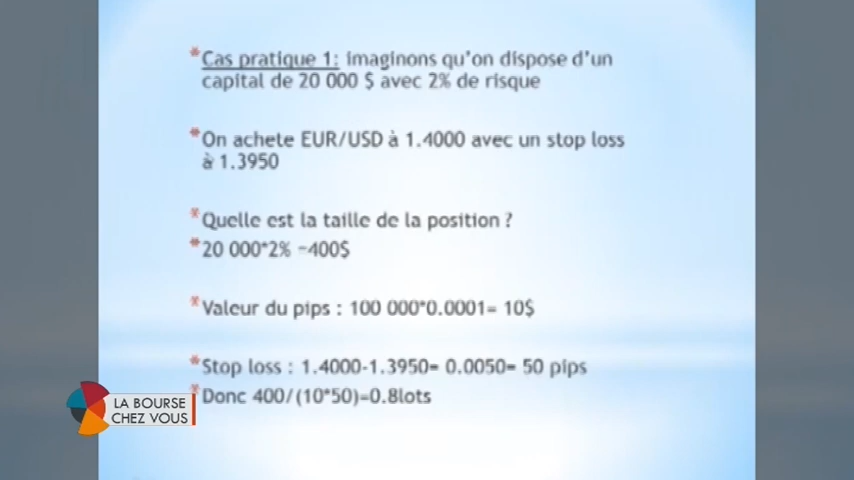 *Cas pratique 1: imaginons qu'on dispose d'un
capital de 20 000 $ avec 2% de risque
*On achete EUR/USD à 1.4000 avec un stop loss
à 1.3950
*Quelle est la taille de la position ?
*20 000*2% =400$
*Valeur du pips : 100 000*0.0001= 10$
*Stop loss : 1.4000-1.3950= 0.0050= 50 pips
*Donc 400/(10*50)=0.8lots
LA BOURSE
CHEZ VOUS